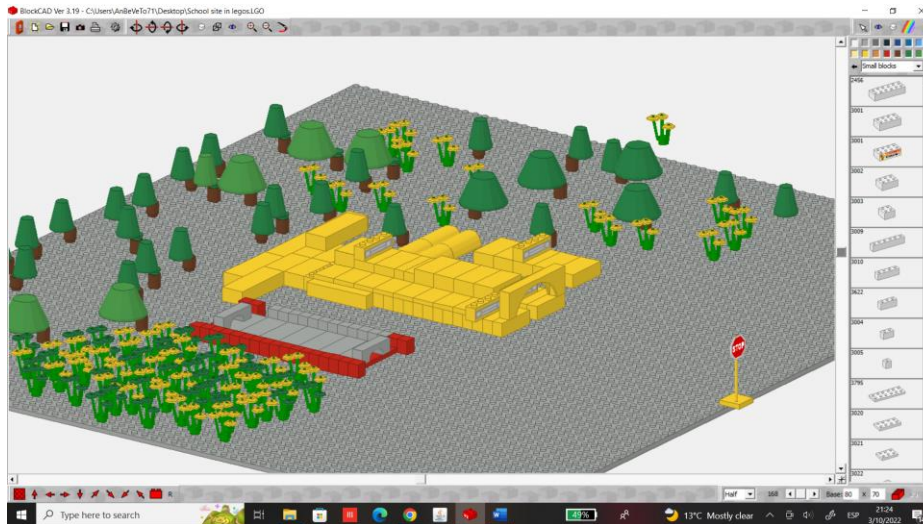 BlockCAD Ver 3.19 - C:\Users\AnBeVeTo71\Desktop\School site in legos.LGO
Small blocks
2456
3001
3001
3002
3003
3009
3010
3622
3004
3005
3795
3020
3021
3022
STOP
R
Half
168
Base: 80 x 70
Type here to search
49%
13°C Mostly clear
ESP
21:24
3/10/2022